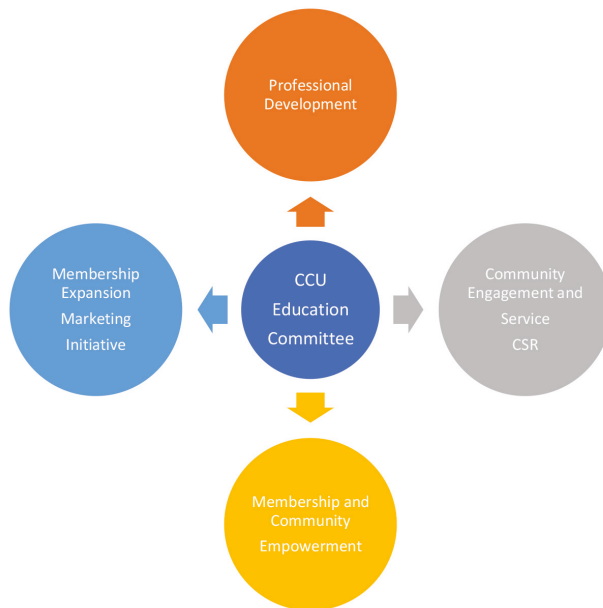 Professional
Development
Membership
Expansion
Marketing
Initiative
CCU
Education
Committee
Community
Engagement and
Service
CSR
Membership and
Community
Empowerment